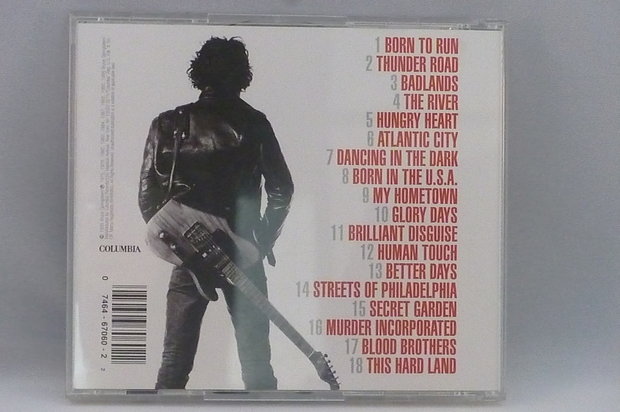 1 BORN TO RUN
2 THUNDER ROAD
3 BADLANDS
4 THE RIVER
5 HUNGRY HEART
6 ATLANTIC CITY
7 DANCING IN THE DARK
8 BORN IN THE U.S.A.
9 MY HOMETOWN
10 GLORY DAYS
11 BRILLIANT DISGUISE
12 HUMAN TOUCH
13 BETTER DAYS
14 STREETS OF PHILADELPHIA
15 SECRET GARDEN
16 MURDER INCORPORATED
17 BLOOD BROTHERS
18 THIS HARD LAND
COLUMBIA
0 7464-67060-2 2